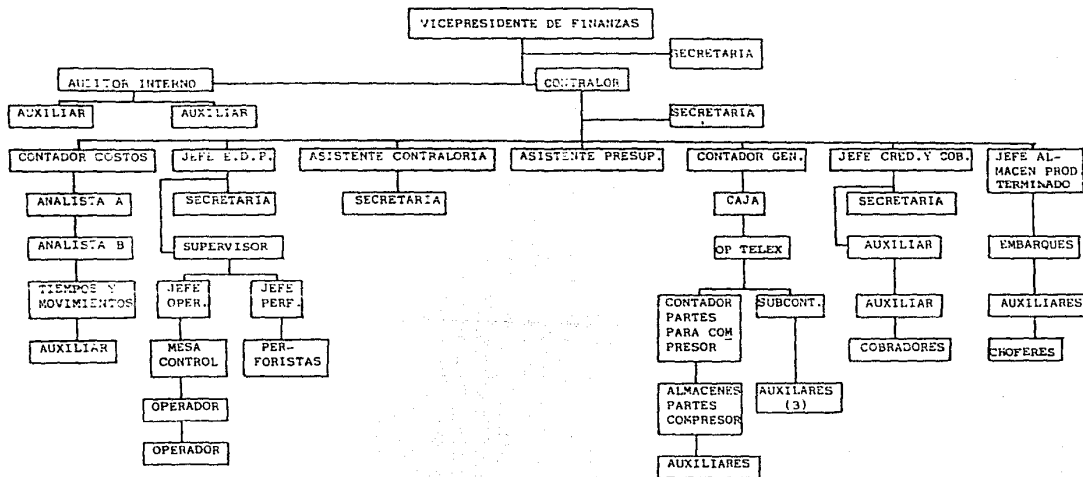 VICEPRESIDENTE DE FINANZAS
SECRETARIA
AUDITOR INTERNO
CONTRALOR
AUXILIAR
AUXILIAR
SECRETARIA
CONTADOR COSTOS
JEFE E.D.P.
ASISTENTE CONTRALORIA
ASISTENTE PRESUP.
CONTADOR GEN.
JEFE CRED.Y COB.
JEFE AL-
MACEN PROD
TERMINADO
ANALISTA A
SECRETARIA
SECRETARIA
CAJA
SECRETARIA
ANALISTA B
SUPERVISOR
OP TELEX
AUXILIAR
EMBARQUES
TIEMPOS Y
MOVIMIENTOS
JEFE
OPER.
JEFE
PERF.
CONTADOR
PARTES
PARA COM
PRESOR
SUBCONT.
AUXILIAR
AUXILIARES
AUXILIAR
MESA
CONTROL
PER-
FORISTAS
COBRADORES
CHOFERES
OPERADOR
ALMACENES
PARTES
COMPRESOR
AUXILARES
(3)
OPERADOR
AUXILIARES